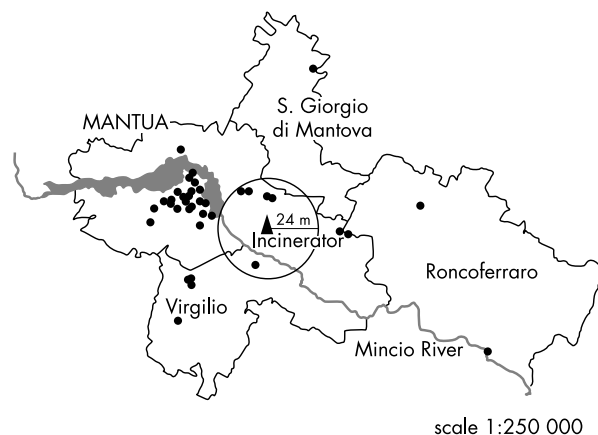 S. Giorgio
di Mantova
MANTUA
24 m
Incinerator
Roncoferraro
Virgilio
Mincio River
scale 1:250 000